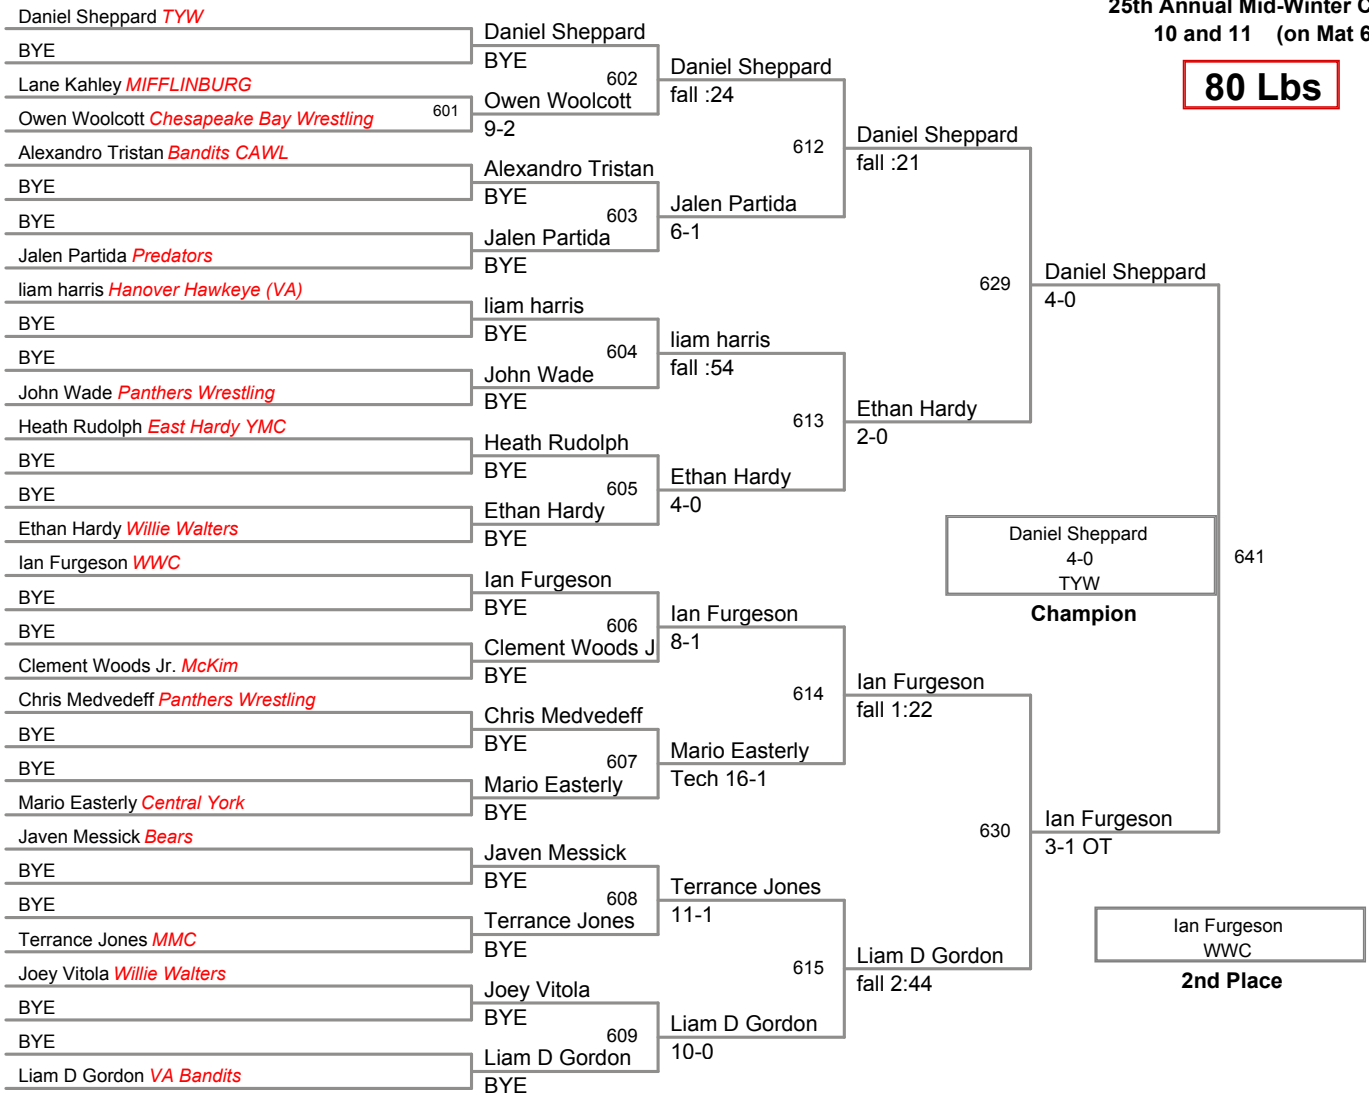 25th Annual Mid-Winter C
10 and 11 (on Mat 6
80 Lbs
Daniel Sheppard TYW
BYE
Lane Kahley MIFFLINBURG
Owen Woolcott Chesapeake Bay Wrestling
Alexandro Tristan Bandits CAWL
BYE
BYE
Jalen Partida Predators
liam harris Hanover Hawkeye (VA)
BYE
BYE
John Wade Panthers Wrestling
Heath Rudolph East Hardy YMC
BYE
BYE
Ethan Hardy Willie Walters
Ian Furgeson WWC
BYE
BYE
Clement Woods Jr. McKim
Chris Medvedeff Panthers Wrestling
BYE
BYE
Mario Easterly Central York
Javen Messick Bears
BYE
BYE
Terrance Jones MMC
Joey Vitola Willie Walters
BYE
BYE
Liam D Gordon VA Bandits
601
Daniel Sheppard
BYE
602
Owen Woolcott
9-2
Alexandro Tristan
BYE
603
Jalen Partida
BYE
liam harris
BYE
604
John Wade
BYE
Heath Rudolph
BYE
605
Ethan Hardy
BYE
Ian Furgeson
BYE
606
Clement Woods J
BYE
Chris Medvedeff
BYE
607
Mario Easterly
BYE
Javen Messick
BYE
608
Terrance Jones
BYE
Joey Vitola
BYE
609
Liam D Gordon
BYE
Daniel Sheppard
fall :24
612
Jalen Partida
6-1
liam harris
fall :54
613
Ethan Hardy
4-0
Ian Furgeson
8-1
614
Mario Easterly
Tech 16-1
Terrance Jones
11-1
615
Liam D Gordon
10-0
Daniel Sheppard
fall :21
629
Ethan Hardy
2-0
Ian Furgeson
fall 1:22
630
Liam D Gordon
fall 2:44
Daniel Sheppard
4-0
641
Ian Furgeson
3-1 OT
Daniel Sheppard
4-0
TYW
Champion
Ian Furgeson
WWC
2nd Place